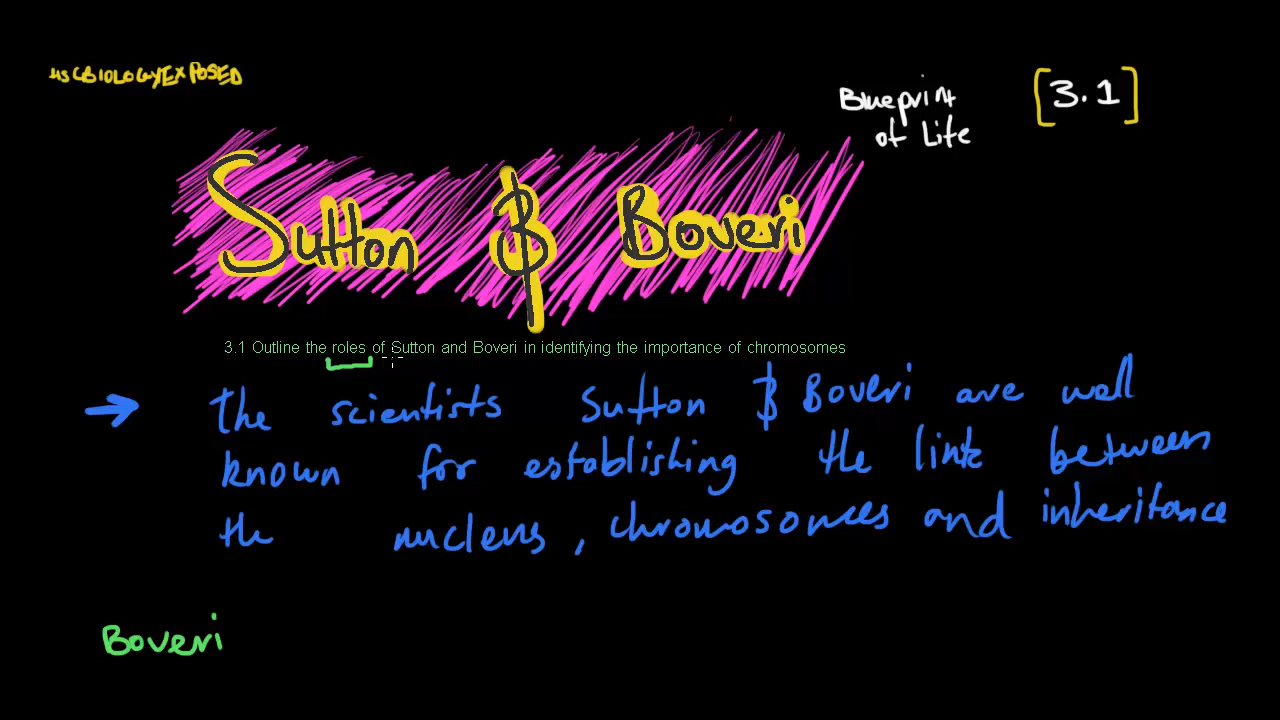 HSCBIOLOGYEXPOSED
Blueprint
of Life
[3.1]
Sutton & Boveri
3.1 Outline the roles of Sutton and Boveri in identifying the importance of chromosomes
→ the scientists Sutton & Boveri are well
known for establishing the link between
the nucleus, chromosomes and inheritance
Boveri